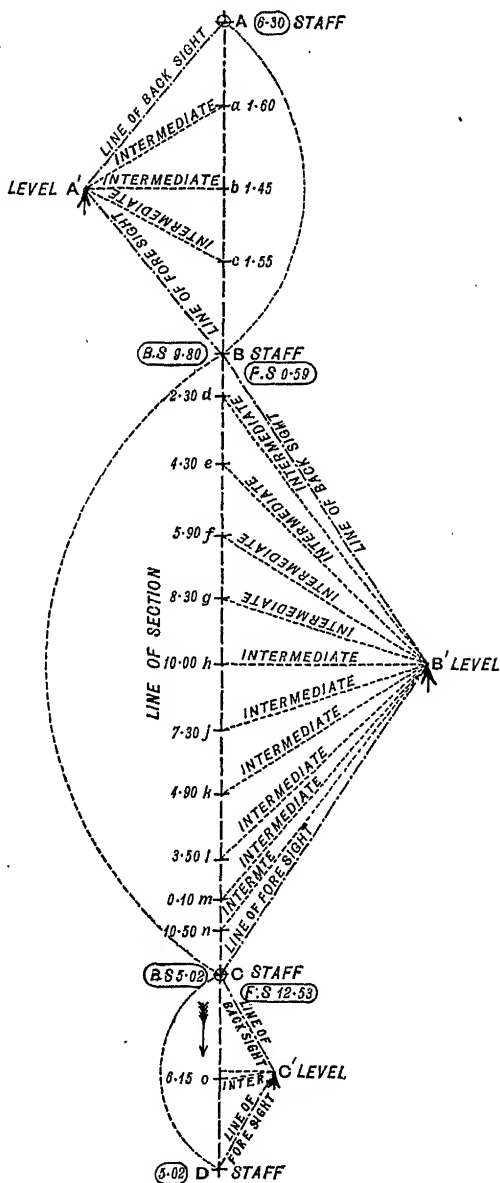 A 6·30 STAFF
LINE OF BACK SIGHT
INTERMEDIATE
a 1·60
LEVEL A'
INTERMEDIATE
b 1·45
INTERMEDIATE
c 1·55
LINE OF FORE SIGHT
B.S 9·80
B STAFF
F.S 0·59
2·30 d
INTERMEDIATE
LINE OF BACK SIGHT
4·30 e
INTERMEDIATE
5·90 f
INTERMEDIATE
8·30 g
INTERMEDIATE
LINE OF SECTION
10·00 h
INTERMEDIATE
B' LEVEL
7·30 j
INTERMEDIATE
4·90 k
INTERMEDIATE
3·50 l
INTERMEDIATE
0·10 m
INTERMEDIATE
10·50 n
INTERMTE
LINE OF FORE SIGHT
B.S 5·02
C STAFF
F.S 12·53
LINE OF
BACK SIGHT
6·15 o
INTER
C' LEVEL
LINE OF
FORE SIGHT
5·02
D STAFF